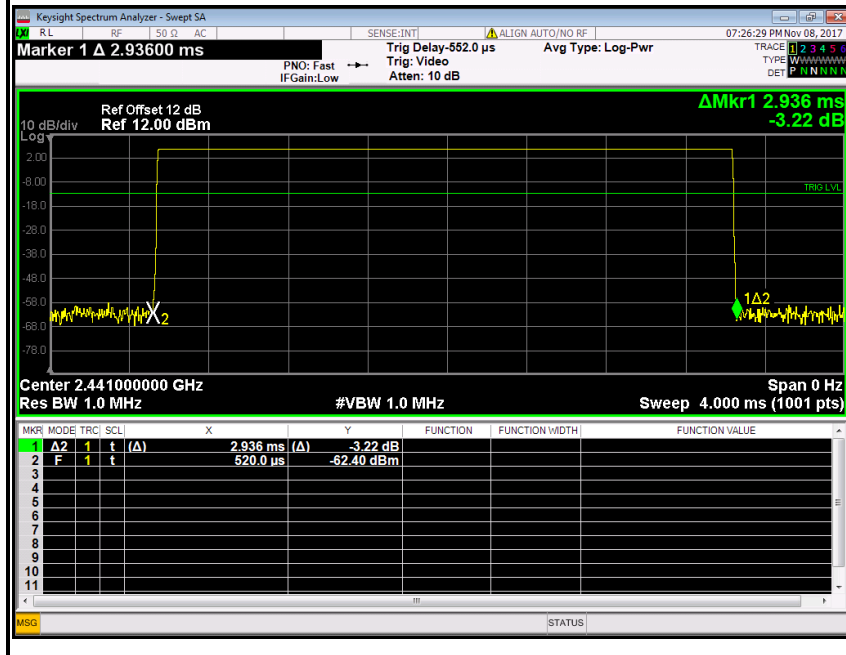 Keysight Spectrum Analyzer - Swept SA
LXI RL RF 50 Ω AC SENSE:INT ALIGN AUTO/NO RF 07:26:29 PM Nov 08, 2017
Marker 1 Δ 2.93600 ms
Trig Delay-552.0 µs Avg Type: Log-Pwr TRACE 1 2 3 4 5 6
PNO: Fast Trig: Video TYPE WWWWWW
IFGain:Low Atten: 10 dB DET P N N N N
ΔMkr1 2.936 ms
-3.22 dB
Ref Offset 12 dB
10 dB/div Ref 12.00 dBm
Log
2.00
-8.00
TRIG LVL
-18.0
-28.0
-38.0
-48.0
-58.0
1Δ2
X2
-68.0
-78.0
Center 2.441000000 GHz Span 0 Hz
Res BW 1.0 MHz #VBW 1.0 MHz Sweep 4.000 ms (1001 pts)
MKR MODE TRC SCL X Y FUNCTION FUNCTION WIDTH FUNCTION VALUE
1 Δ2 1 t (Δ) 2.936 ms (Δ) -3.22 dB
2 F 1 t 520.0 µs -62.40 dBm
3
4
5
6
7
8
9
10
11
MSG STATUS